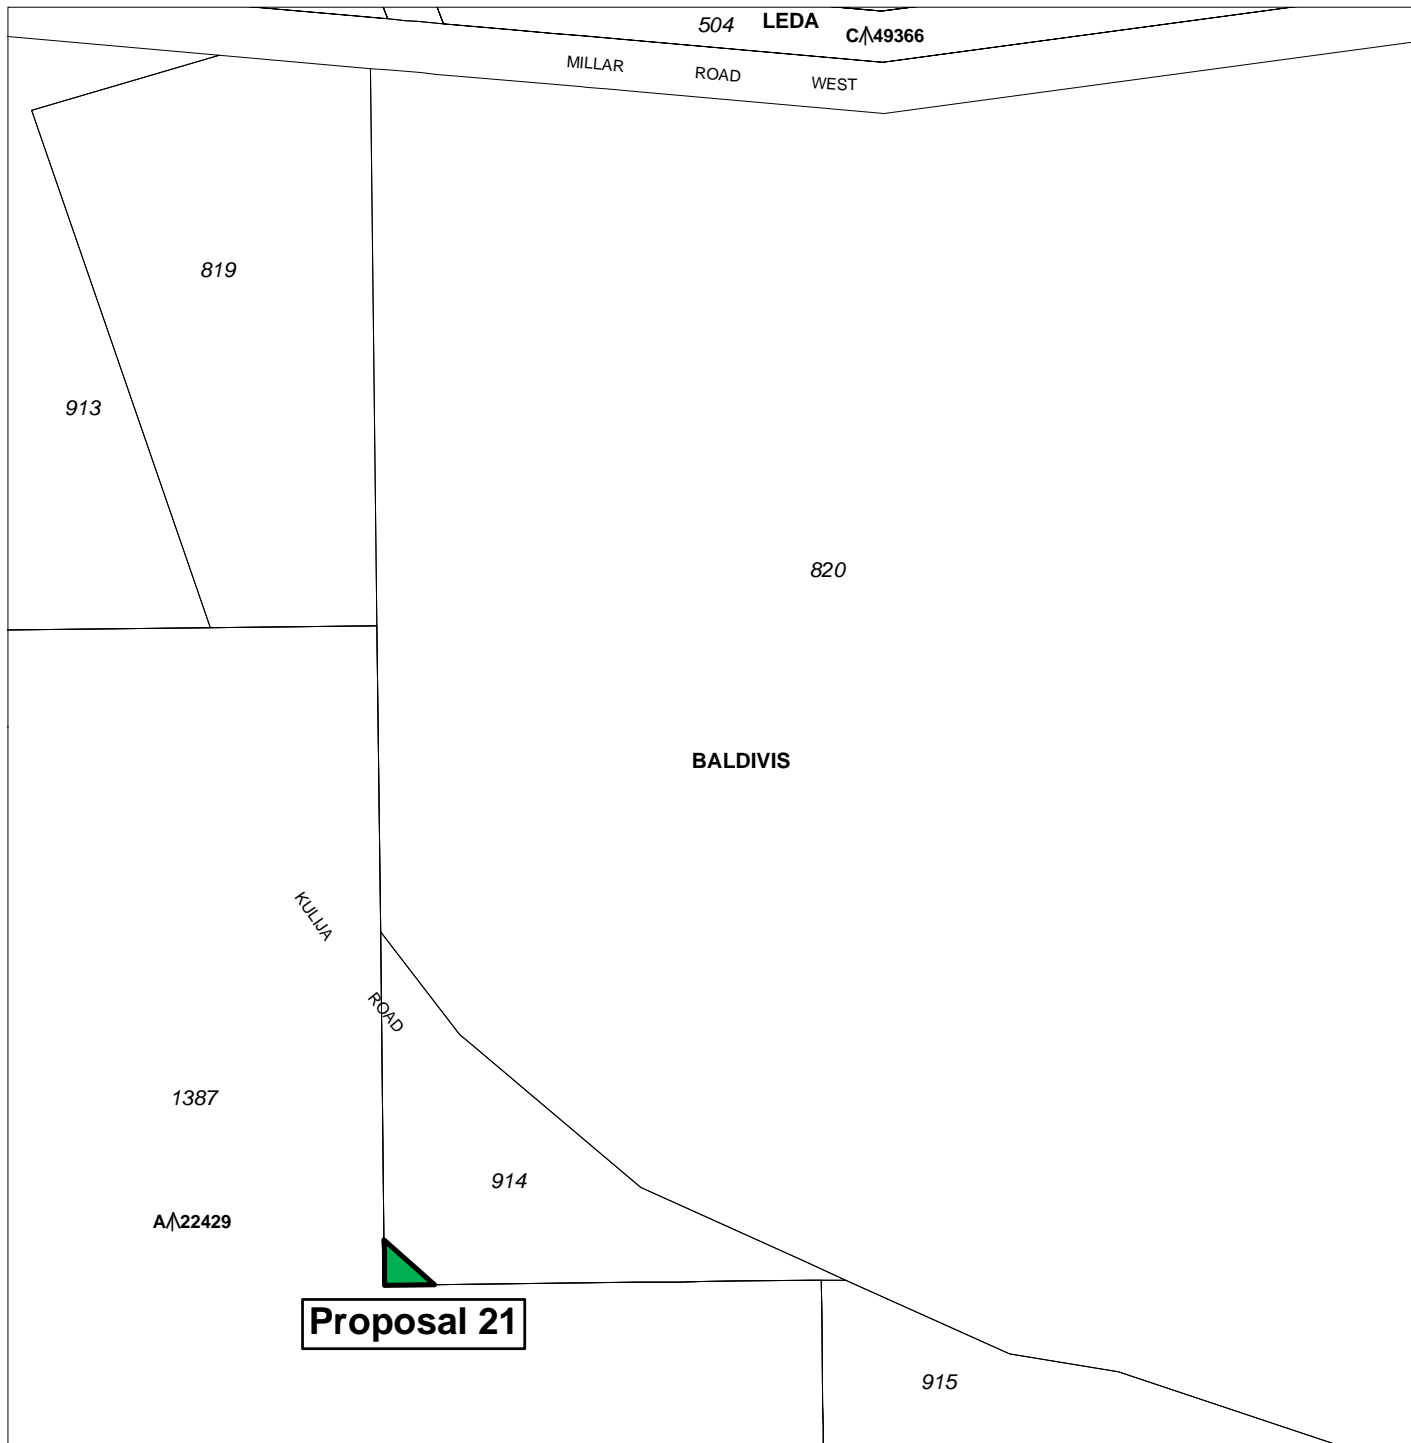 504 LEDA C/|\49366
MILLAR ROAD WEST
819
913
820
BALDIVIS
KULIJA
ROAD
1387
914
A/|\22429
Proposal 21
915